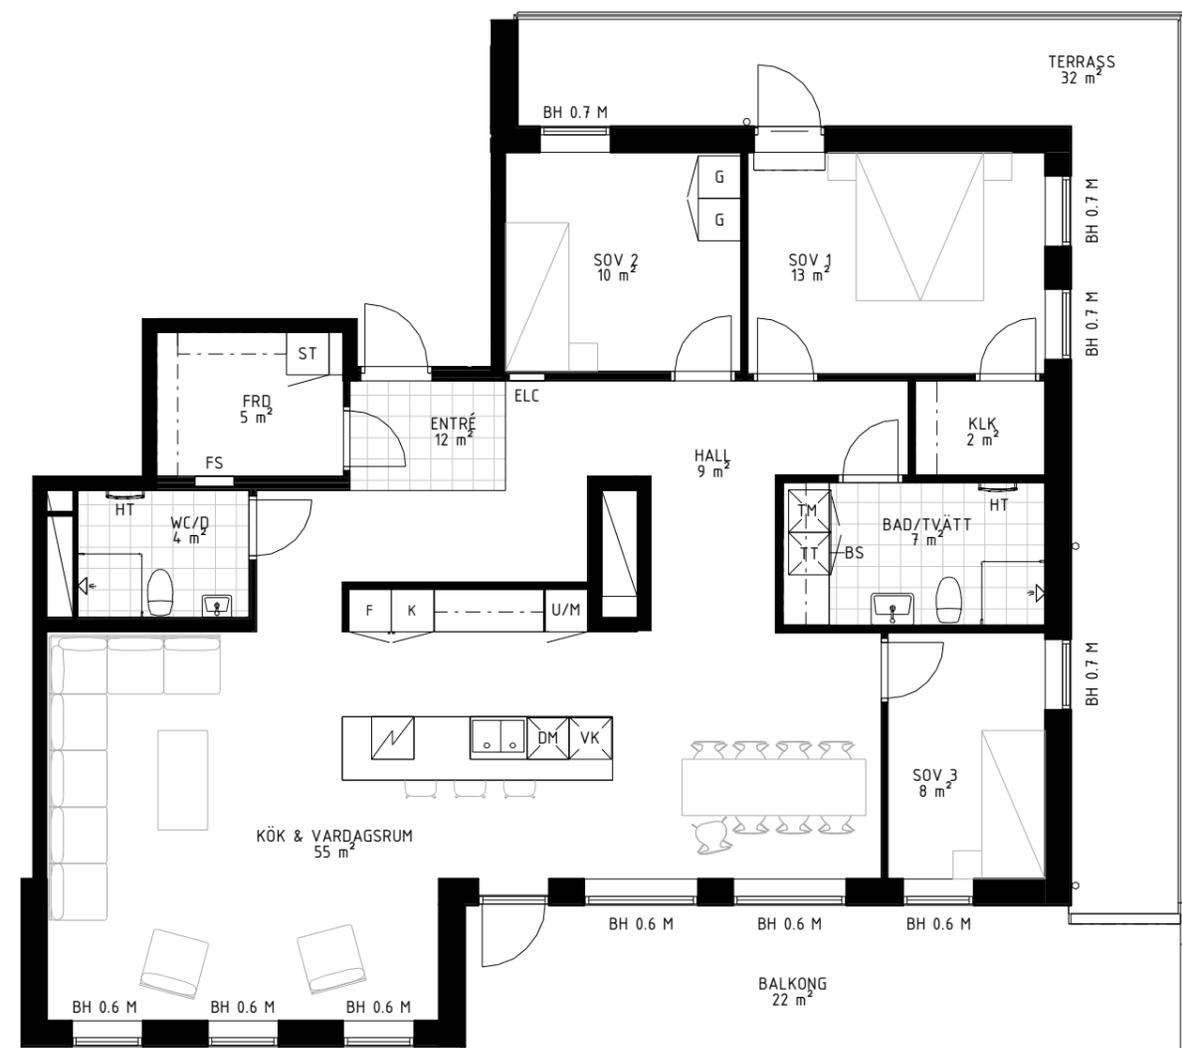 TERRASS
32 m²
BH 0.7 M
G
G
BH 0.7 M
SOV 2
10 m²
SOV 1
13 m²
BH 0.7 M
ST
ELC
FRD
5 m²
ENTRÉ
12 m²
KLK
2 m²
HALL
9 m²
FS
HT
WC/D
4 m²
TM
BAD/TVÄTT
7 m²
HT
TT
BS
F
K
U/M
BH 0.7 M
DM
VK
SOV 3
8 m²
KÖK & VARDAGSRUM
55 m²
BH 0.6 M
BH 0.6 M
BH 0.6 M
BALKONG
22 m²
BH 0.6 M
BH 0.6 M
BH 0.6 M